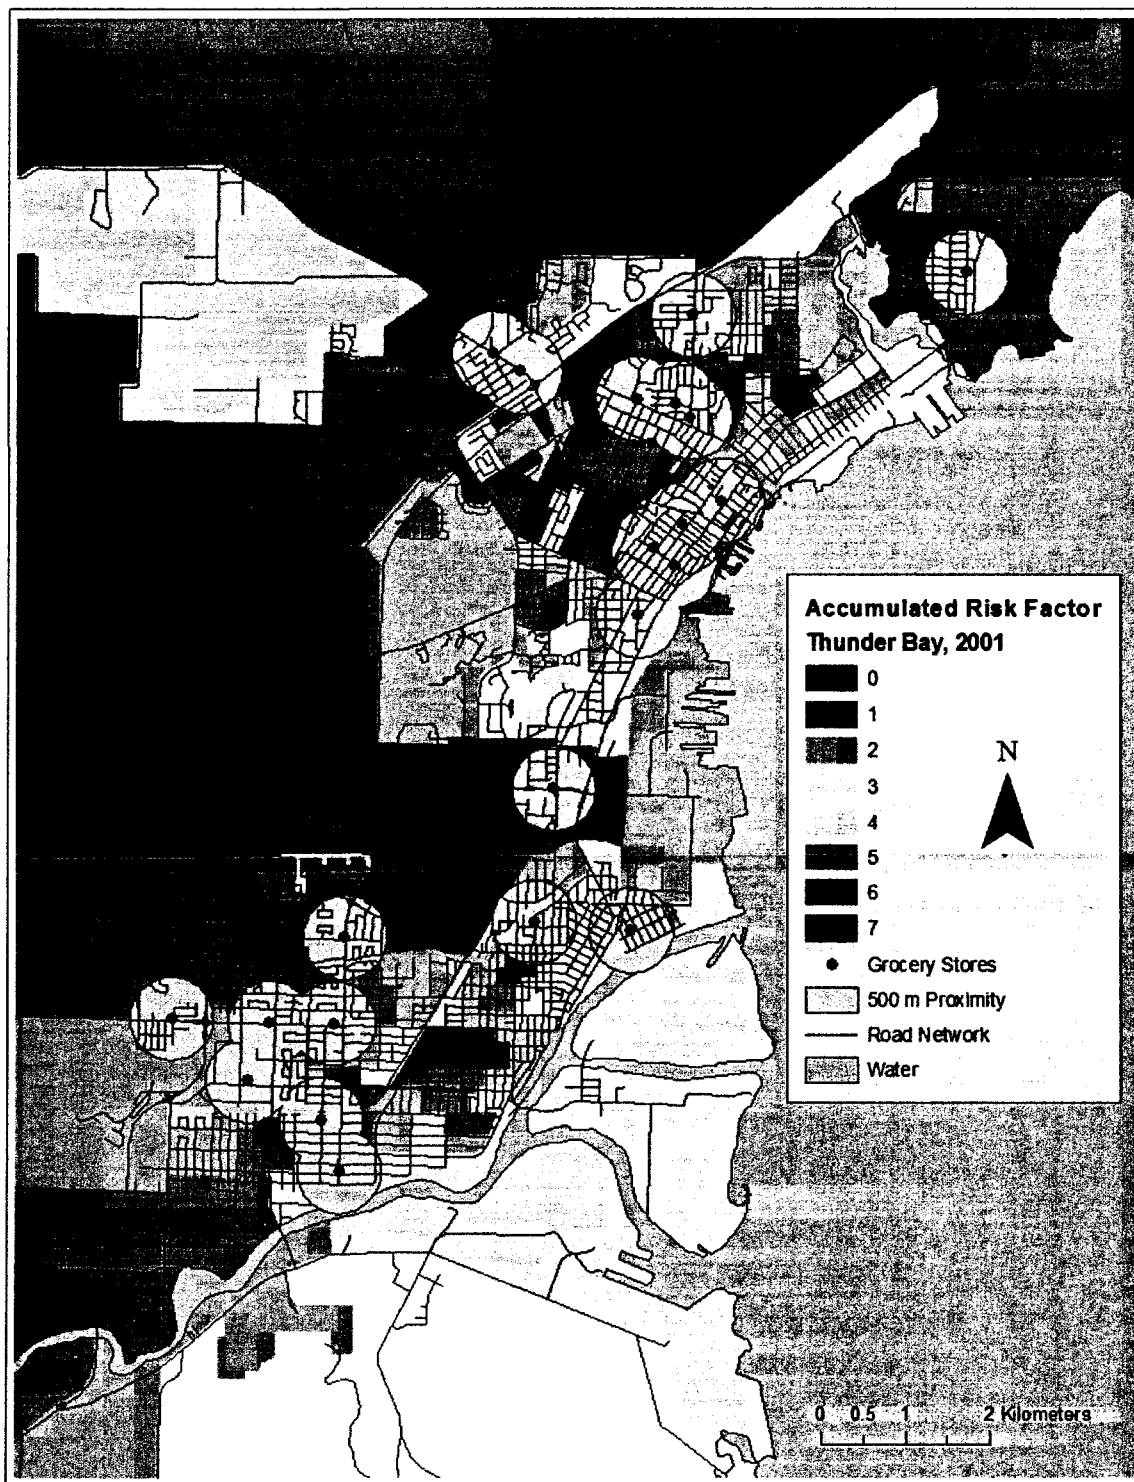 Accumulated Risk Factor
Thunder Bay, 2001
0
1
2
3
4
5
6
7
Grocery Stores
500 m Proximity
Road Network
Water
N
0 0.5 1 2 Kilometers